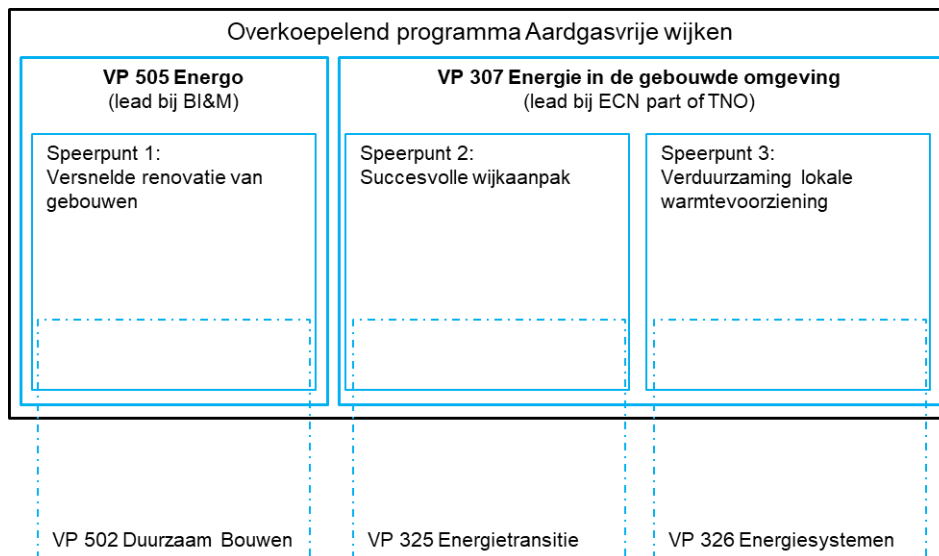 Overkoepelend programma Aardgasvrije wijken
VP 505 Energo
(lead bij BI&M)
VP 307 Energie in de gebouwde omgeving
(lead bij ECN part of TNO)
Speerpunt 1:
Versnelde renovatie van
gebouwen
Speerpunt 2:
Succesvolle wijkaanpak
Speerpunt 3:
Verduurzaming lokale
warmtevoorziening
VP 502 Duurzaam Bouwen
VP 325 Energietransitie
VP 326 Energiesystemen